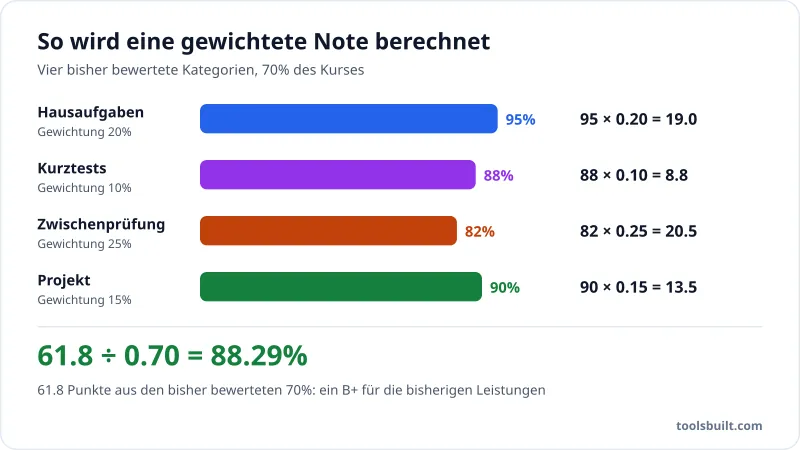 So wird eine gewichtete Note berechnet
Vier bisher bewertete Kategorien, 70% des Kurses
Hausaufgaben
Gewichtung 20%
95%
95 × 0.20 = 19.0
Kurztests
Gewichtung 10%
88%
88 × 0.10 = 8.8
Zwischenprüfung
Gewichtung 25%
82%
82 × 0.25 = 20.5
Projekt
Gewichtung 15%
90%
90 × 0.15 = 13.5
61.8 ÷ 0.70 = 88.29%
61.8 Punkte aus den bisher bewerteten 70%: ein B+ für die bisherigen Leistungen
toolsbuilt.com